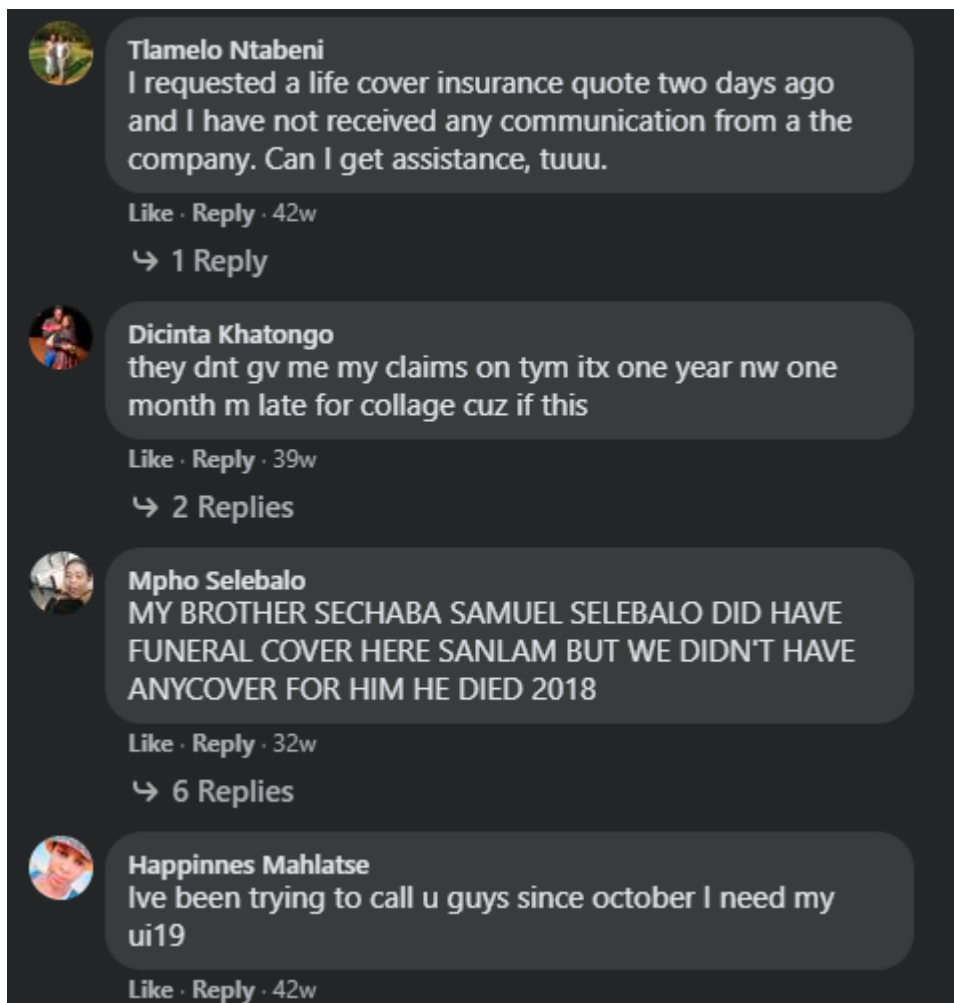 Tlamelo Ntabeni
I requested a life cover insurance quote two days ago
and I have not received any communication from a the
company. Can I get assistance, tuuu.
Like · Reply · 42w
↪ 1 Reply
Dicinta Khatongo
they dnt gv me my claims on tym itx one year nw one
month m late for collage cuz if this
Like · Reply · 39w
↪ 2 Replies
Mpho Selebalo
MY BROTHER SECHABA SAMUEL SELEBALO DID HAVE
FUNERAL COVER HERE SANLAM BUT WE DIDN'T HAVE
ANYCOVER FOR HIM HE DIED 2018
Like · Reply · 32w
↪ 6 Replies
Happinnes Mahlatse
Ive been trying to call u guys since october I need my
ui19
Like · Reply · 42w